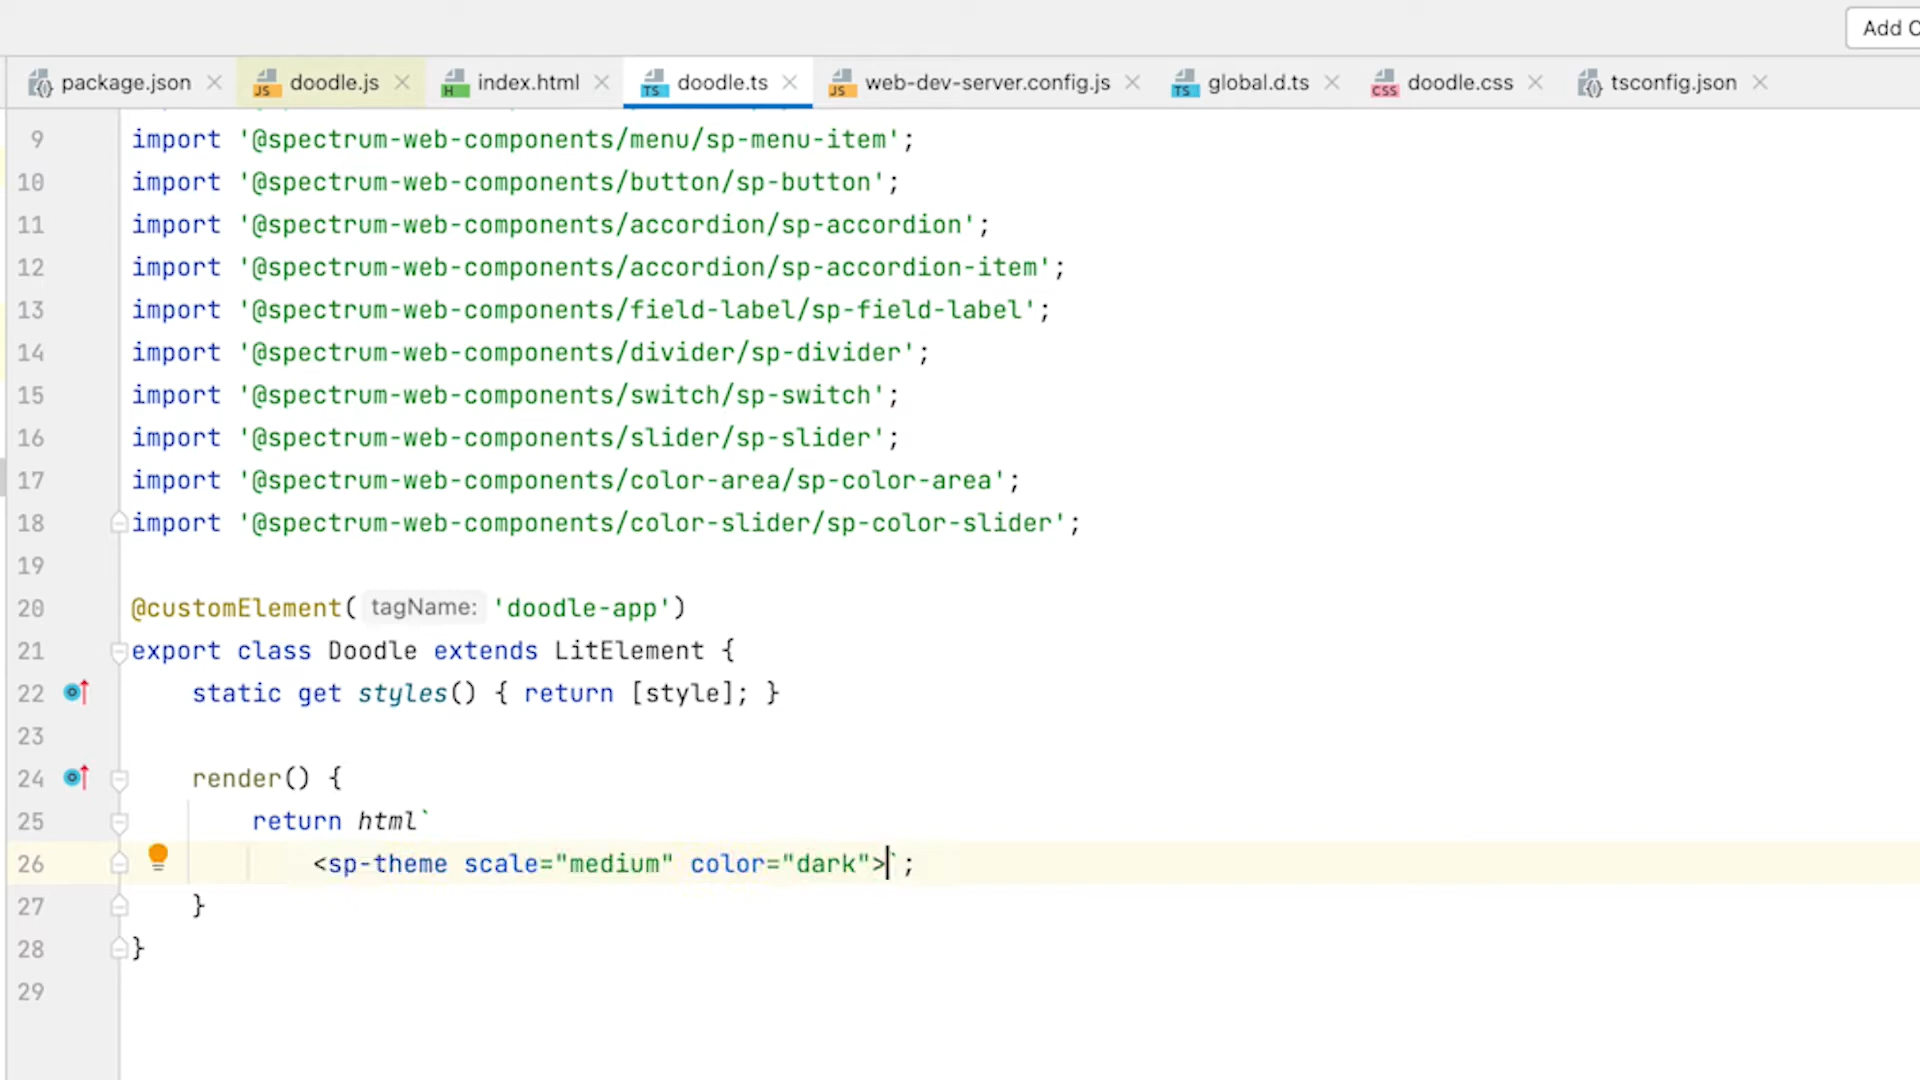 Add
package.json
doodle.js
index.html
doodle.ts
web-dev-server.config.js
global.d.ts
doodle.css
tsconfig.json
9 import '@spectrum-web-components/menu/sp-menu-item';
10 import '@spectrum-web-components/button/sp-button';
11 import '@spectrum-web-components/accordion/sp-accordion';
12 import '@spectrum-web-components/accordion/sp-accordion-item';
13 import '@spectrum-web-components/field-label/sp-field-label';
14 import '@spectrum-web-components/divider/sp-divider';
15 import '@spectrum-web-components/switch/sp-switch';
16 import '@spectrum-web-components/slider/sp-slider';
17 import '@spectrum-web-components/color-area/sp-color-area';
18 import '@spectrum-web-components/color-slider/sp-color-slider';
19
20 @customElement( tagName: 'doodle-app')
21 export class Doodle extends LitElement {
22 static get styles() { return [style]; }
23
24 render() {
25 return html`
26 <sp-theme scale="medium" color="dark">`;
27 }
28 }
29